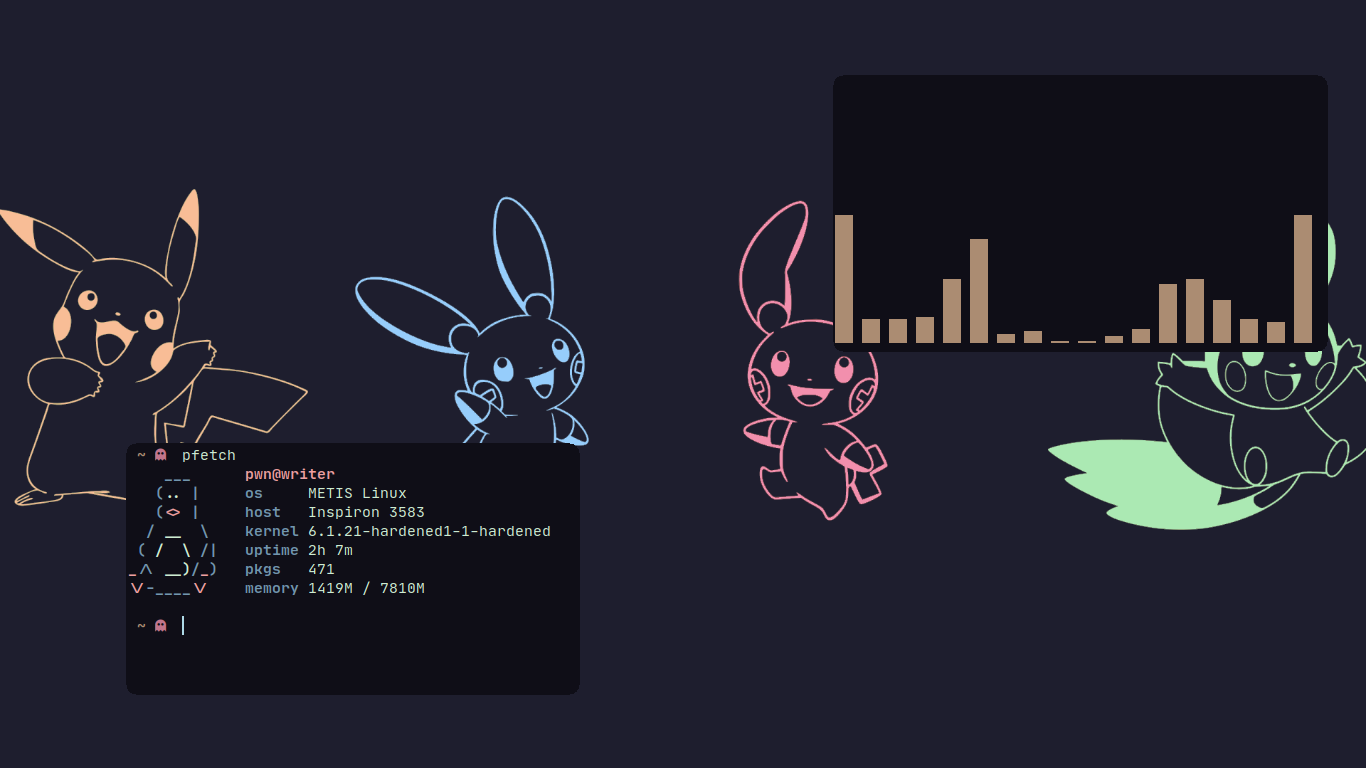 ~ pfetch
pwn@writer
os METIS Linux
host Inspiron 3583
kernel 6.1.21-hardened1-1-hardened
uptime 2h 7m
pkgs 471
memory 1419M / 7810M
~